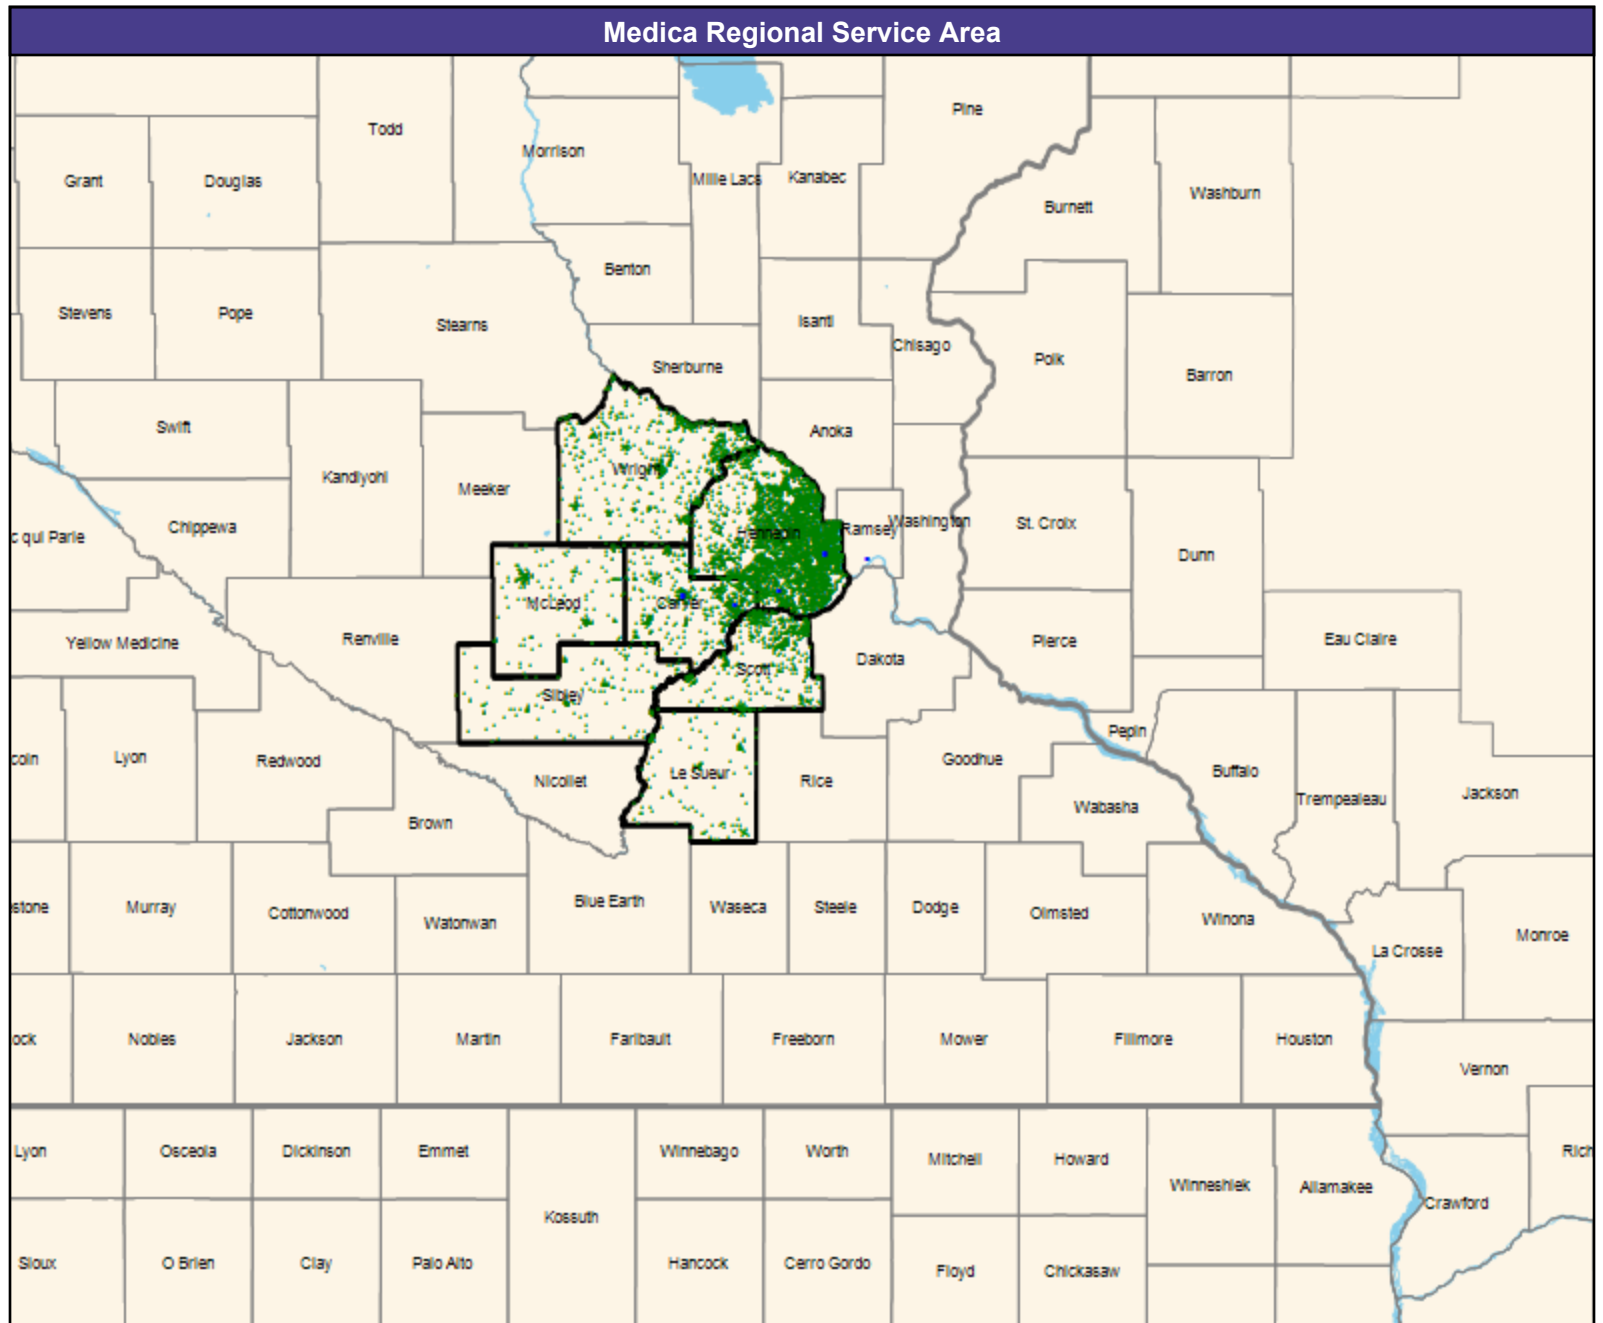 Medica Regional Service Area
Pine
Todd
Morrison
Mille Lacs
Kanabec
Grant
Douglas
Washburn
Burnett
Benton
Stevens
Pope
Stearns
Isanti
Chisago
Polk
Barron
Sherburne
Swift
Anoka
Wright
Kandiyohi
Meeker
Chippewa
c qui Parle
Hennepin
Ramsey
Washington
St. Croix
Dunn
McLeod
Carver
Yellow Medicine
Renville
Pierce
Eau Claire
Dakota
Scott
Sibley
Pepin
coln
Lyon
Redwood
Nicollet
Le Sueur
Rice
Goodhue
Buffalo
Trempealeau
Jackson
Wabasha
Brown
stone
Murray
Cottonwood
Watonwan
Blue Earth
Waseca
Steele
Dodge
Olmsted
Winona
La Crosse
Monroe
ock
Nobles
Jackson
Martin
Faribault
Freeborn
Mower
Fillmore
Houston
Vernon
Lyon
Osceola
Dickinson
Emmet
Winnebago
Worth
Mitchell
Howard
Winneshiek
Allamakee
Crawford
Rich
Kossuth
Sioux
O Brien
Clay
Palo Alto
Hancock
Cerro Gordo
Floyd
Chickasaw